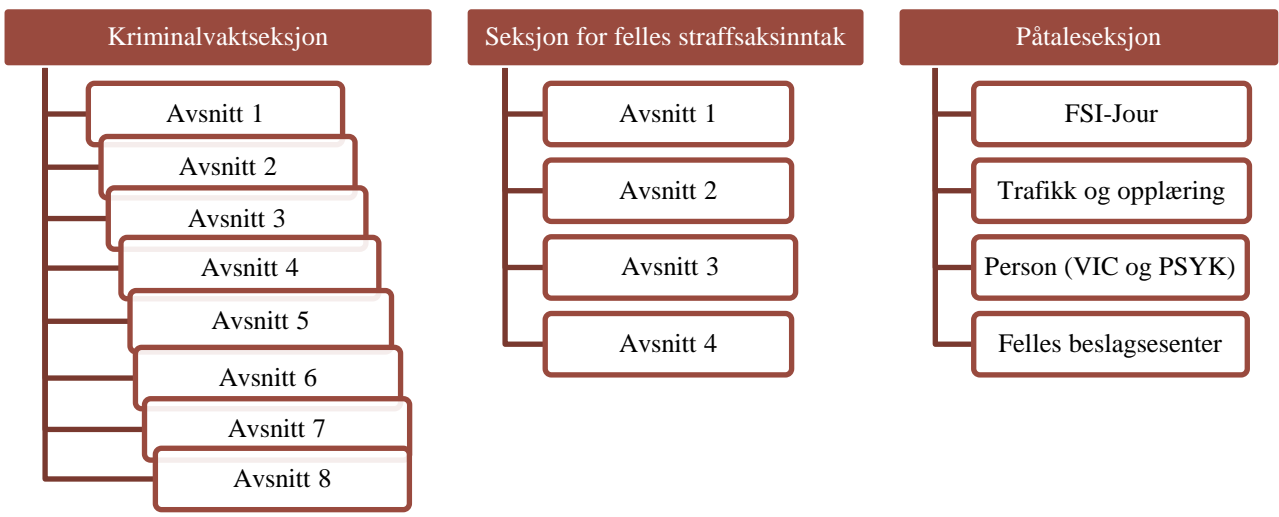 Kriminalvaktseksjon
Avsnitt 1
Avsnitt 2
Avsnitt 3
Avsnitt 4
Avsnitt 5
Avsnitt 6
Avsnitt 7
Avsnitt 8
Seksjon for felles straffsaksinntak
Avsnitt 1
Avsnitt 2
Avsnitt 3
Avsnitt 4
Påtaleseksjon
FSI-Jour
Trafikk og opplæring
Person (VIC og PSYK)
Felles beslagsesenter